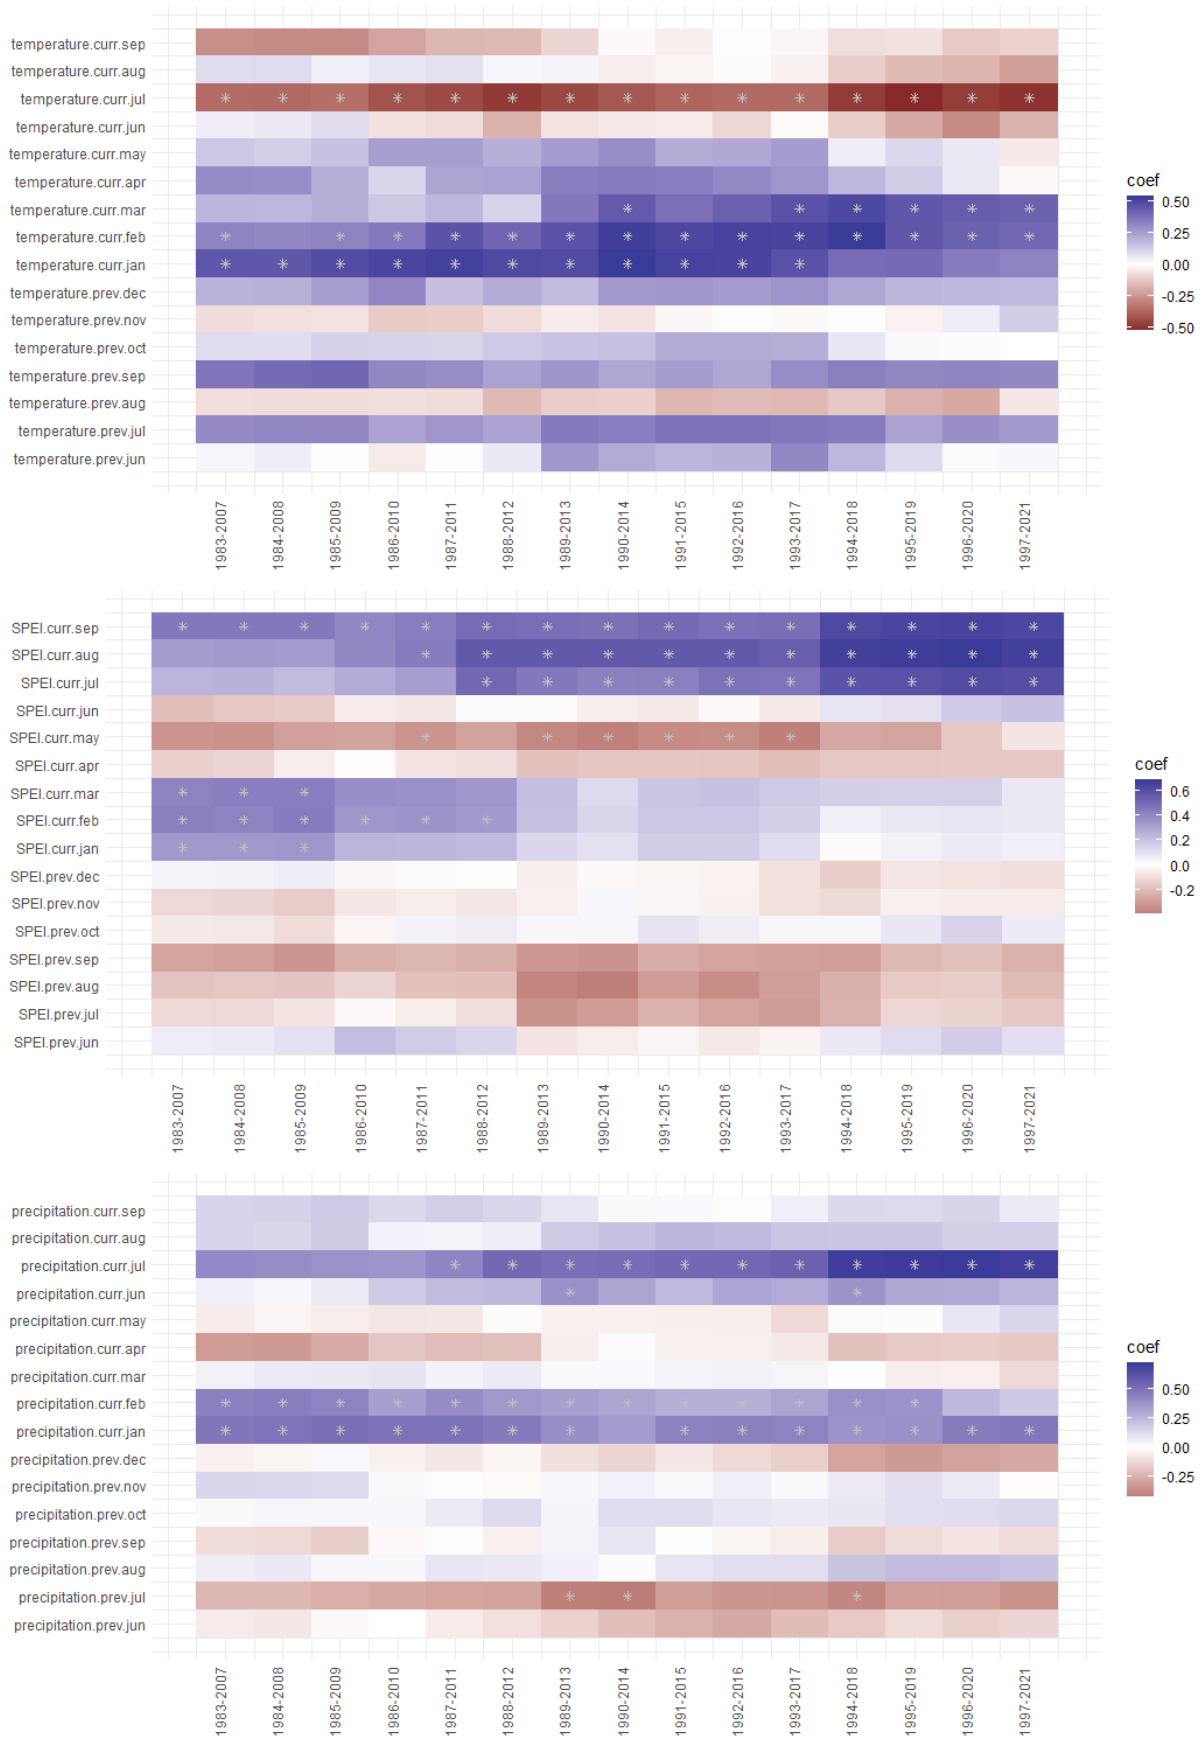 temperature.curr.sep
temperature.curr.aug
temperature.curr.jul
temperature.curr.jun
temperature.curr.may
temperature.curr.apr
temperature.curr.mar
temperature.curr.feb
temperature.curr.jan
temperature.prev.dec
temperature.prev.nov
temperature.prev.oct
temperature.prev.sep
temperature.prev.aug
temperature.prev.jul
temperature.prev.jun
coef
0.50
0.25
0.00
-0.25
-0.50
1983-2007
1984-2008
1985-2009
1986-2010
1987-2011
1988-2012
1989-2013
1990-2014
1991-2015
1992-2016
1993-2017
1994-2018
1995-2019
1996-2020
1997-2021
SPEI.curr.sep
SPEI.curr.aug
SPEI.curr.jul
SPEI.curr.jun
SPEI.curr.may
SPEI.curr.apr
SPEI.curr.mar
SPEI.curr.feb
SPEI.curr.jan
SPEI.prev.dec
SPEI.prev.nov
SPEI.prev.oct
SPEI.prev.sep
SPEI.prev.aug
SPEI.prev.jul
SPEI.prev.jun
coef
0.6
0.4
0.2
0.0
-0.2
1983-2007
1984-2008
1985-2009
1986-2010
1987-2011
1988-2012
1989-2013
1990-2014
1991-2015
1992-2016
1993-2017
1994-2018
1995-2019
1996-2020
1997-2021
precipitation.curr.sep
precipitation.curr.aug
precipitation.curr.jul
precipitation.curr.jun
precipitation.curr.may
precipitation.curr.apr
precipitation.curr.mar
precipitation.curr.feb
precipitation.curr.jan
precipitation.prev.dec
precipitation.prev.nov
precipitation.prev.oct
precipitation.prev.sep
precipitation.prev.aug
precipitation.prev.jul
precipitation.prev.jun
coef
0.50
0.25
0.00
-0.25
1983-2007
1984-2008
1985-2009
1986-2010
1987-2011
1988-2012
1989-2013
1990-2014
1991-2015
1992-2016
1993-2017
1994-2018
1995-2019
1996-2020
1997-2021